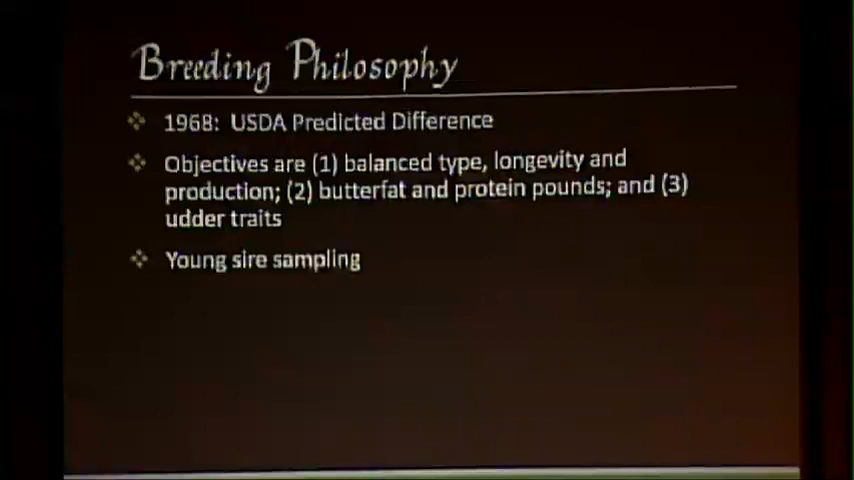 Breeding Philosophy
1968: USDA Predicted Difference
Objectives are (1) balanced type, longevity and
production; (2) butterfat and protein pounds; and (3)
udder traits
Young sire sampling